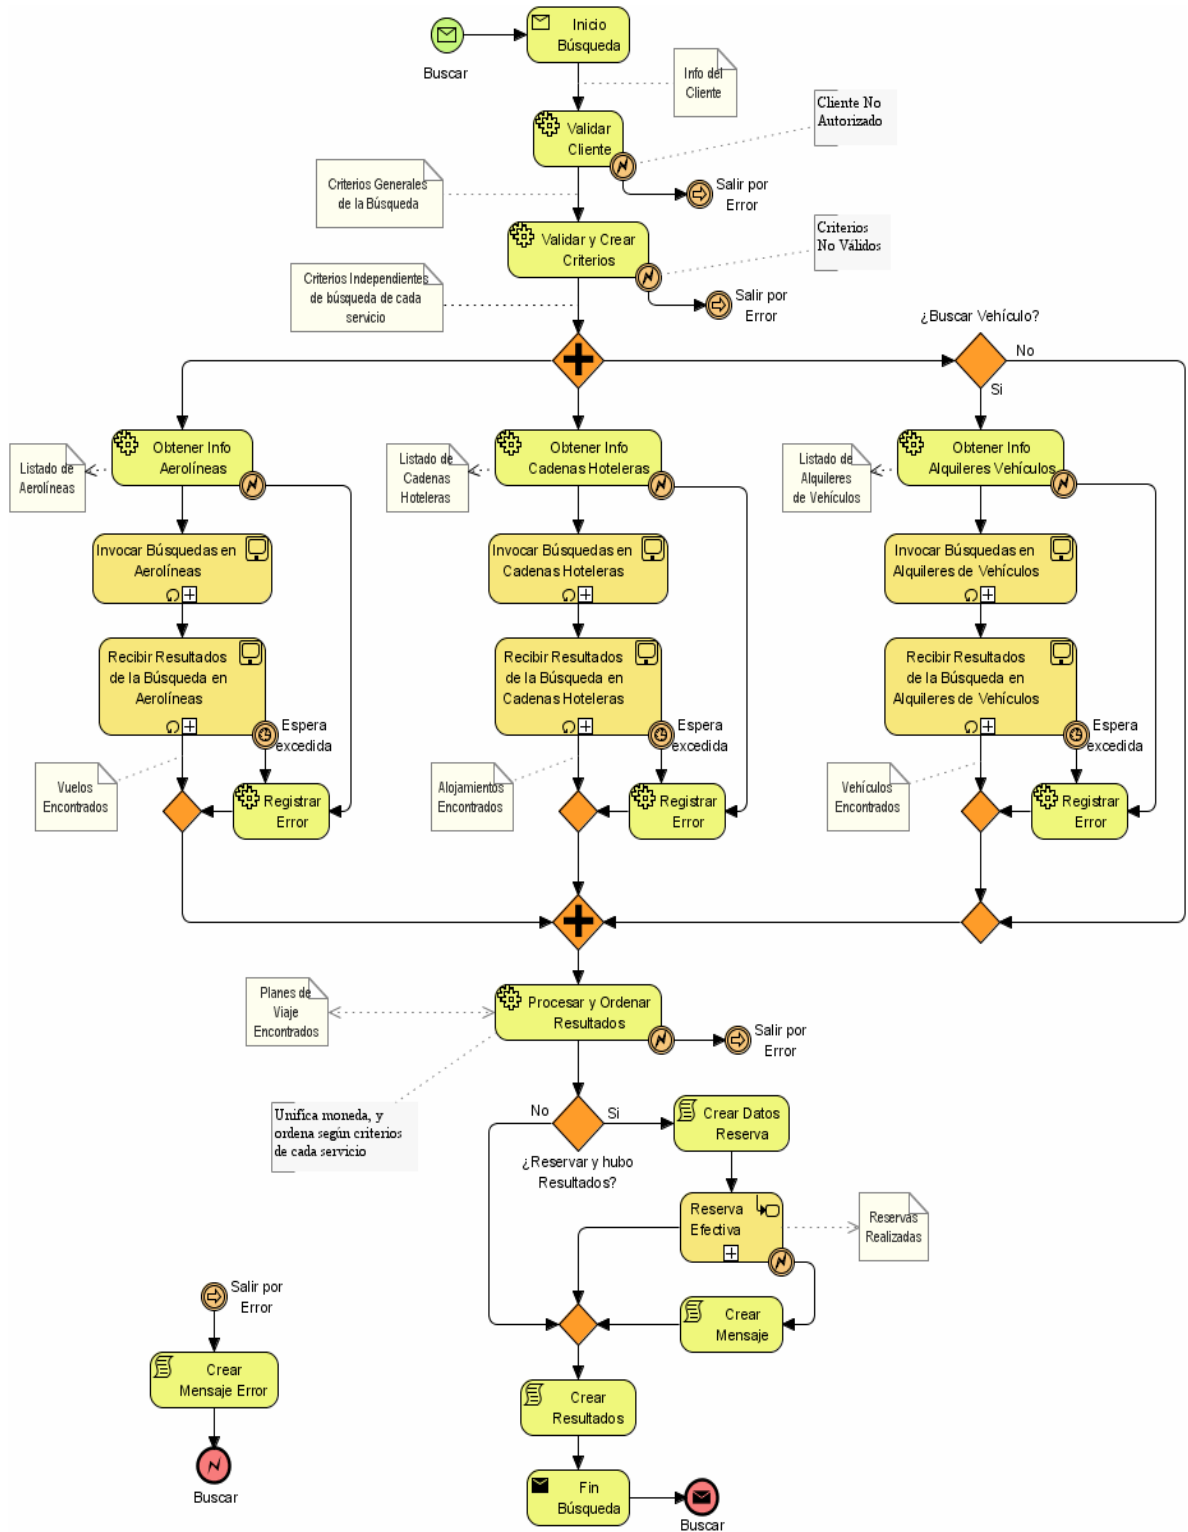 Inicio
Búsqueda
Buscar
Info del
Cliente
Cliente No
Autorizado
Validar
Cliente
Salir por
Error
Criterios Generales
de la Búsqueda
Criterios
No Válidos
Validar y Crear
Criterios
Criterios Independientes
de búsqueda de cada
servicio
Salir por
Error
¿Buscar Vehículo?
No
Si
Listado de
Aerolíneas
Obtener Info
Aerolíneas
Listado de
Cadenas
Hoteleras
Obtener Info
Cadenas Hoteleras
Listado de
Alquileres
de Vehículos
Obtener Info
Alquileres Vehículos
Invocar Búsquedas en
Aerolíneas
Invocar Búsquedas en
Cadenas Hoteleras
Invocar Búsquedas en
Alquileres de Vehículos
Recibir Resultados
de la Búsqueda en
Aerolíneas
Recibir Resultados
de la Búsqueda en
Cadenas Hoteleras
Recibir Resultados
de la Búsqueda en
Alquileres de Vehículos
Espera
excedida
Espera
excedida
Espera
excedida
Vuelos
Encontrados
Registrar
Error
Alojamientos
Encontrados
Registrar
Error
Vehículos
Encontrados
Registrar
Error
Planes de
Viaje
Encontrados
Procesar y Ordenar
Resultados
Salir por
Error
Unifica moneda, y
ordena según criterios
de cada servicio
No
Si
¿Reservar y hubo
Resultados?
Crear Datos
Reserva
Reserva
Efectiva
Reservas
Realizadas
Crear
Mensaje
Salir por
Error
Crear
Mensaje Error
Buscar
Crear
Resultados
Fin
Búsqueda
Buscar